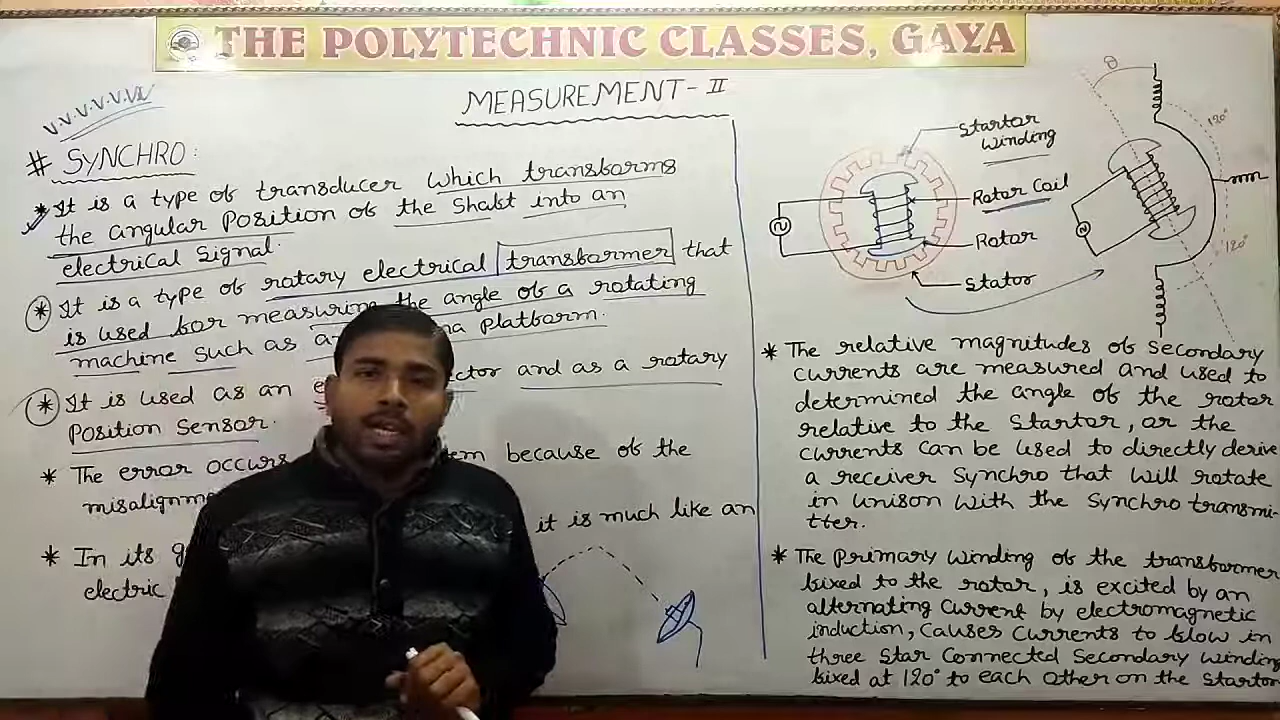 THE POLYTECHNIC CLASSES, GAYA
MEASUREMENT-II
V.V.V.V.V.VI
# SYNCHRO:
* It is a type of transducer which transforms
the angular Position of the Shaft into an
electrical Signal.
* It is a type of rotary electrical transformer that
is used for measuring the angle of a rotating
machine such as an na platform.
* It is used as an e ctor and as a rotary
Position Sensor.
* The error occurs em because of the
misalignme
* In its g it is much like an
electric
Startor
Winding
Rotor Coil
Rotor
Stator
θ
120°
120°
* The relative magnitudes of Secondary
currents are measured and used to
determined the angle of the rotor
relative to the Startor, or the
currents can be used to directly derive
a receiver Synchro that will rotate
in unison with the Synchro transmi-
tter.
* The Primary winding of the transformer
fixed to the rotor, is excited by an
alternating Current by electromagnetic
induction, Causes Currents to flow in
three Star Connected Secondary winding
fixed at 120° to each other on the Startor